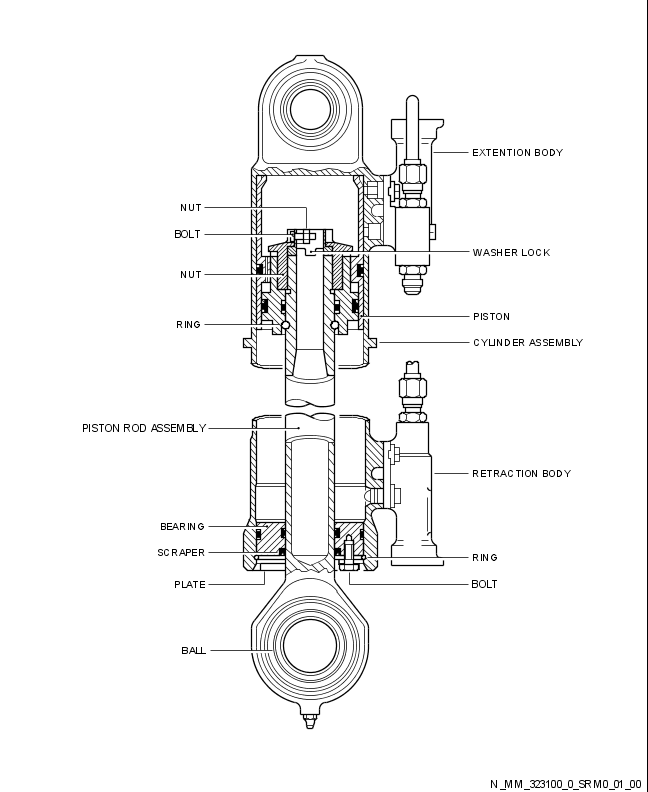 EXTENTION BODY
NUT
BOLT
WASHER LOCK
NUT
PISTON
RING
CYLINDER ASSEMBLY
PISTON ROD ASSEMBLY
RETRACTION BODY
BEARING
SCRAPER
RING
PLATE
BOLT
BALL
N_MM_323100_0_SRM0_01_00